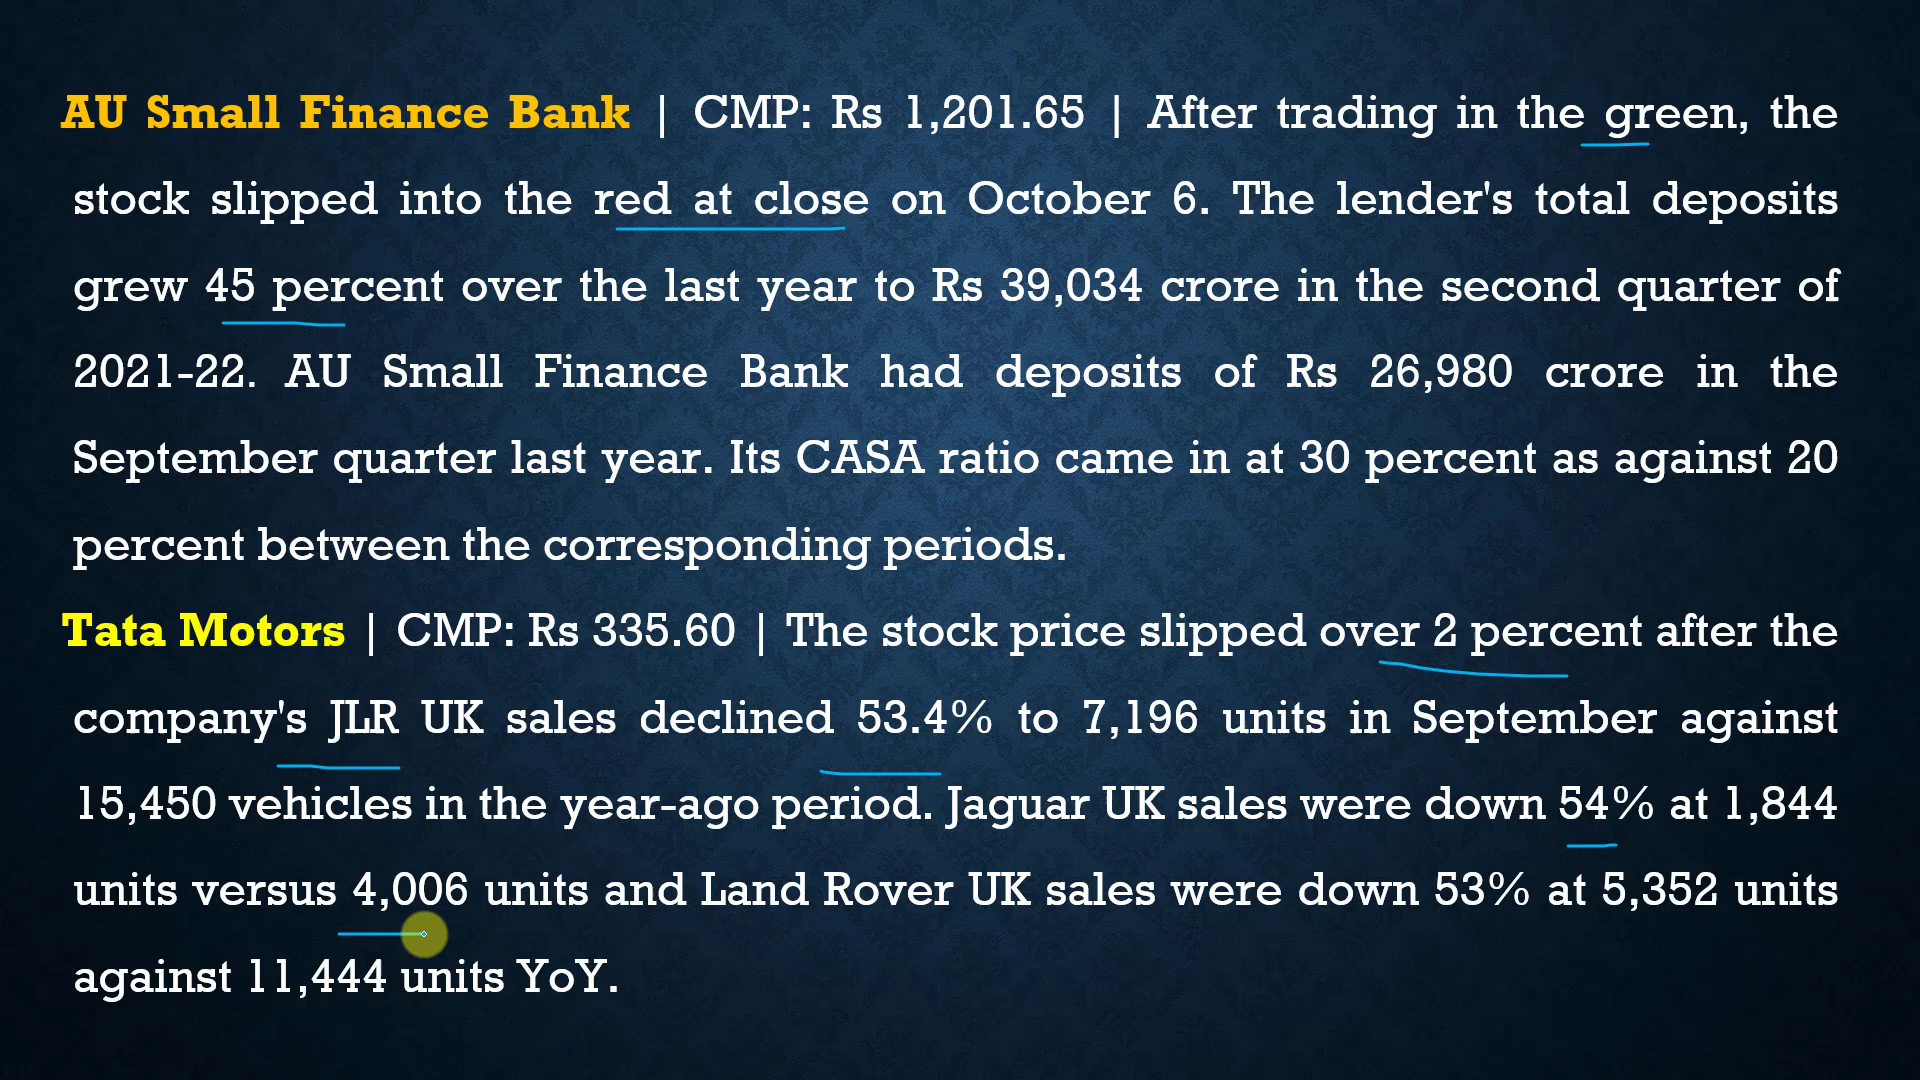 AU Small Finance Bank | CMP: Rs 1,201.65 | After trading in the green, the
stock slipped into the red at close on October 6. The lender's total deposits
grew 45 percent over the last year to Rs 39,034 crore in the second quarter of
2021-22. AU Small Finance Bank had deposits of Rs 26,980 crore in the
September quarter last year. Its CASA ratio came in at 30 percent as against 20
percent between the corresponding periods.
Tata Motors | CMP: Rs 335.60 | The stock price slipped over 2 percent after the
company's JLR UK sales declined 53.4% to 7,196 units in September against
15,450 vehicles in the year-ago period. Jaguar UK sales were down 54% at 1,844
units versus 4,006 units and Land Rover UK sales were down 53% at 5,352 units
against 11,444 units YoY.